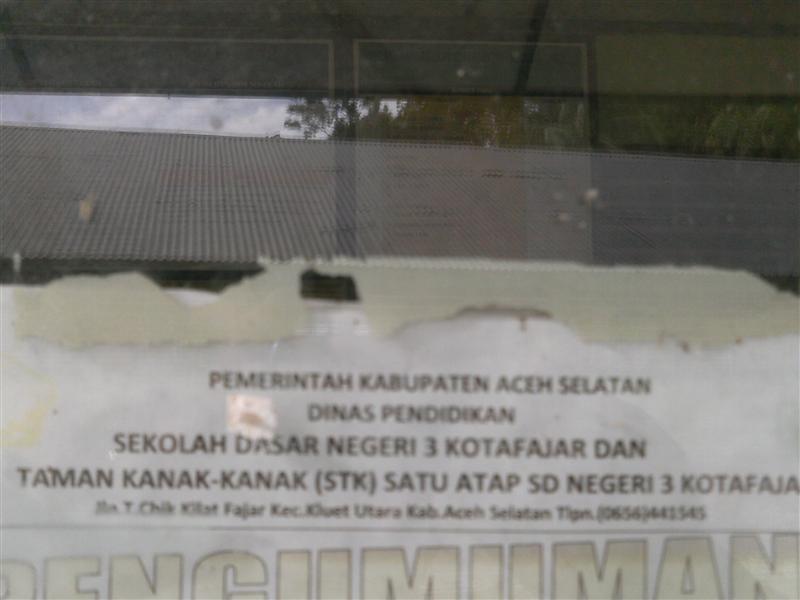 PEMERINTAH KABUPATEN ACEH SELATAN
DINAS PENDIDIKAN
SEKOLAH DASAR NEGERI 3 KOTAFAJAR DAN
TAMAN KANAK-KANAK (STK) SATU ATAP SD NEGERI 3 KOTAFAJA
Jln.T.Chik Kilat Fajar Kec.Kluet Utara Kab.Aceh Selatan Tlpn.(0656)441545
PENGUMUMAN